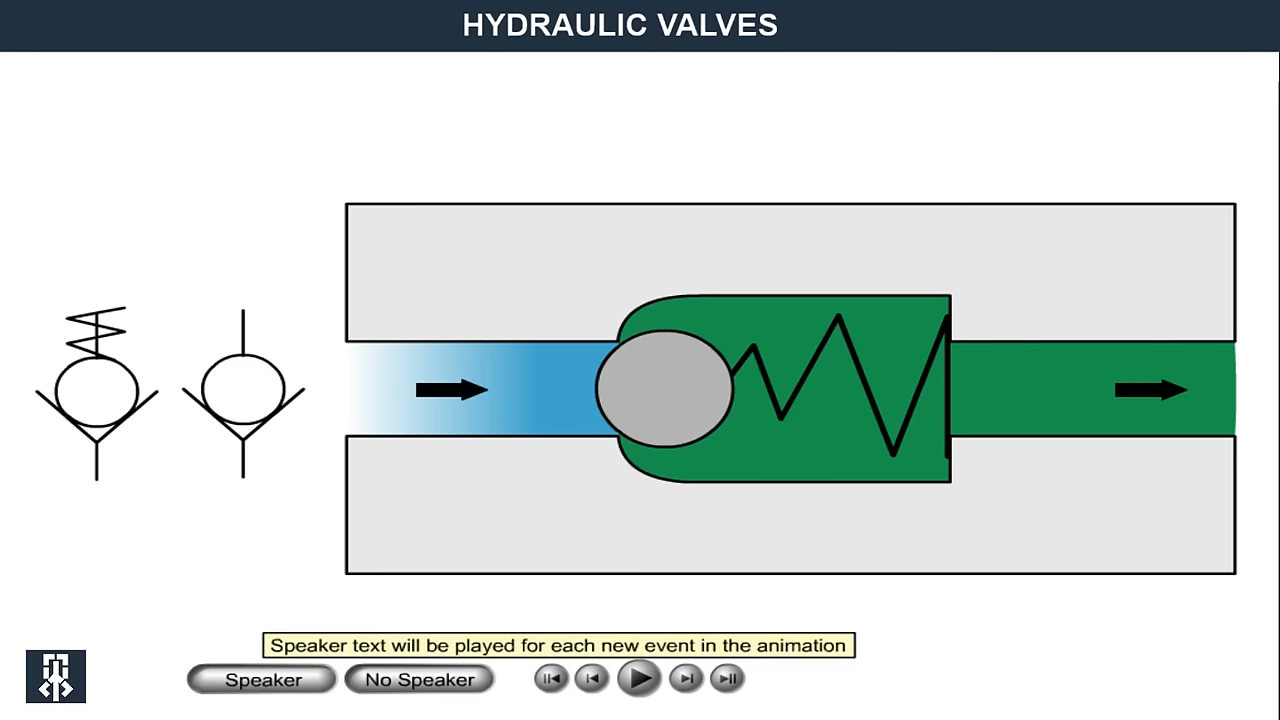 HYDRAULIC VALVES
Speaker text will be played for each new event in the animation
Speaker
No Speaker